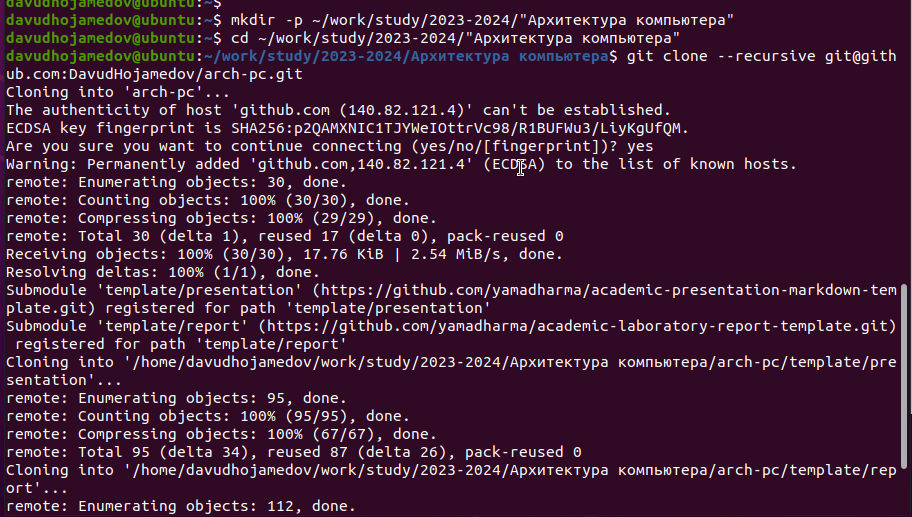 davudhojamedov@ubuntu:~$
davudhojamedov@ubuntu:~$ mkdir -p ~/work/study/2023-2024/"Архитектура компьютера"
davudhojamedov@ubuntu:~$ cd ~/work/study/2023-2024/"Архитектура компьютера"
davudhojamedov@ubuntu:~/work/study/2023-2024/Архитектура компьютера$ git clone --recursive git@gith
ub.com:DavudHojamedov/arch-pc.git
Cloning into 'arch-pc'...
The authenticity of host 'github.com (140.82.121.4)' can't be established.
ECDSA key fingerprint is SHA256:p2QAMXNIC1TJYWeIOttrVc98/R1BUFWu3/LiyKgUfQM.
Are you sure you want to continue connecting (yes/no/[fingerprint])? yes
Warning: Permanently added 'github.com,140.82.121.4' (ECDSA) to the list of known hosts.
remote: Enumerating objects: 30, done.
remote: Counting objects: 100% (30/30), done.
remote: Compressing objects: 100% (29/29), done.
remote: Total 30 (delta 1), reused 17 (delta 0), pack-reused 0
Receiving objects: 100% (30/30), 17.76 KiB | 2.54 MiB/s, done.
Resolving deltas: 100% (1/1), done.
Submodule 'template/presentation' (https://github.com/yamadharma/academic-presentation-markdown-tem
plate.git) registered for path 'template/presentation'
Submodule 'template/report' (https://github.com/yamadharma/academic-laboratory-report-template.git)
 registered for path 'template/report'
Cloning into '/home/davudhojamedov/work/study/2023-2024/Архитектура компьютера/arch-pc/template/pre
sentation'...
remote: Enumerating objects: 95, done.
remote: Counting objects: 100% (95/95), done.
remote: Compressing objects: 100% (67/67), done.
remote: Total 95 (delta 34), reused 87 (delta 26), pack-reused 0
Cloning into '/home/davudhojamedov/work/study/2023-2024/Архитектура компьютера/arch-pc/template/rep
ort'...
remote: Enumerating objects: 112, done.